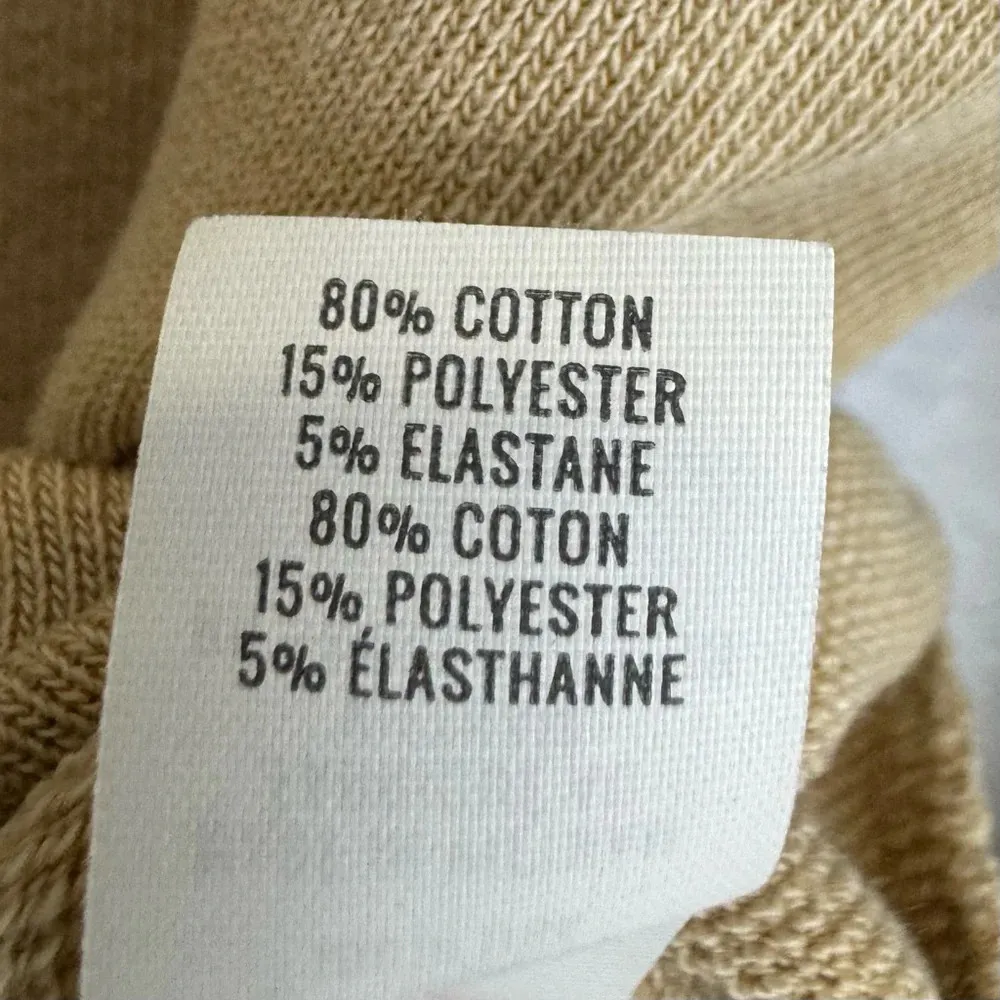 80% COTTON
15% POLYESTER
5% ELASTANE
80% COTON
15% POLYESTER
5% ÉLASTHANNE